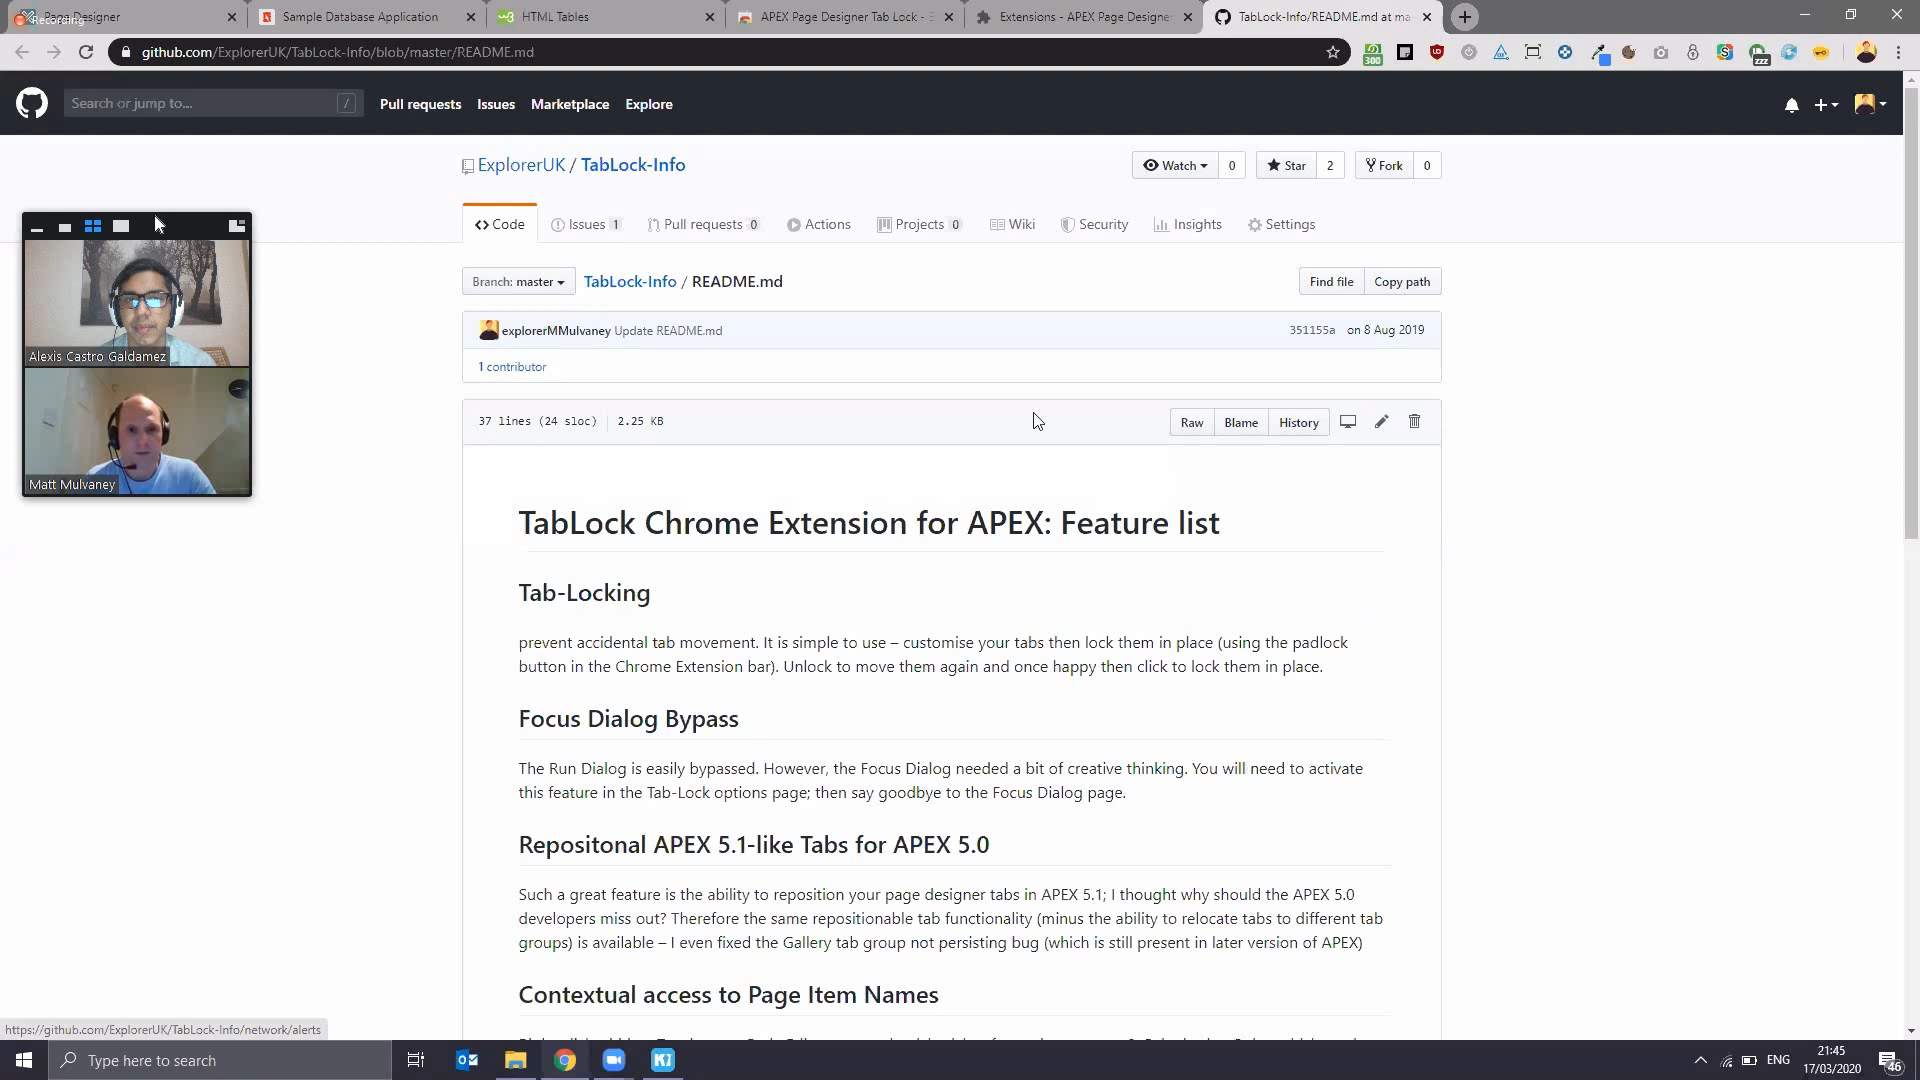 Recording
Page Designer
Sample Database Application
HTML Tables
APEX Page Designer Tab Lock -
Extensions - APEX Page Designer
TabLock-Info/README.md at ma
github.com/ExplorerUK/TabLock-Info/blob/master/README.md
300
zzz
Search or jump to...
/
Pull requests
Issues
Marketplace
Explore
ExplorerUK / TabLock-Info
Watch
0
Star
2
Fork
0
Code
Issues 1
Pull requests 0
Actions
Projects 0
Wiki
Security
Insights
Settings
Alexis Castro Galdamez
Matt Mulvaney
Branch: master
TabLock-Info / README.md
Find file
Copy path
explorerMMulvaney Update README.md
351155a on 8 Aug 2019
1 contributor
37 lines (24 sloc) 2.25 KB
Raw
Blame
History
TabLock Chrome Extension for APEX: Feature list
Tab-Locking
prevent accidental tab movement. It is simple to use – customise your tabs then lock them in place (using the padlock
button in the Chrome Extension bar). Unlock to move them again and once happy then click to lock them in place.
Focus Dialog Bypass
The Run Dialog is easily bypassed. However, the Focus Dialog needed a bit of creative thinking. You will need to activate
this feature in the Tab-Lock options page; then say goodbye to the Focus Dialog page.
Repositonal APEX 5.1-like Tabs for APEX 5.0
Such a great feature is the ability to reposition your page designer tabs in APEX 5.1; I thought why should the APEX 5.0
developers miss out? Therefore the same repositionable tab functionality (minus the ability to relocate tabs to different tab
groups) is available – I even fixed the Gallery tab group not persisting bug (which is still present in later version of APEX)
Contextual access to Page Item Names
https://github.com/ExplorerUK/TabLock-Info/network/alerts
Type here to search
ENG
21:45
17/03/2020
46